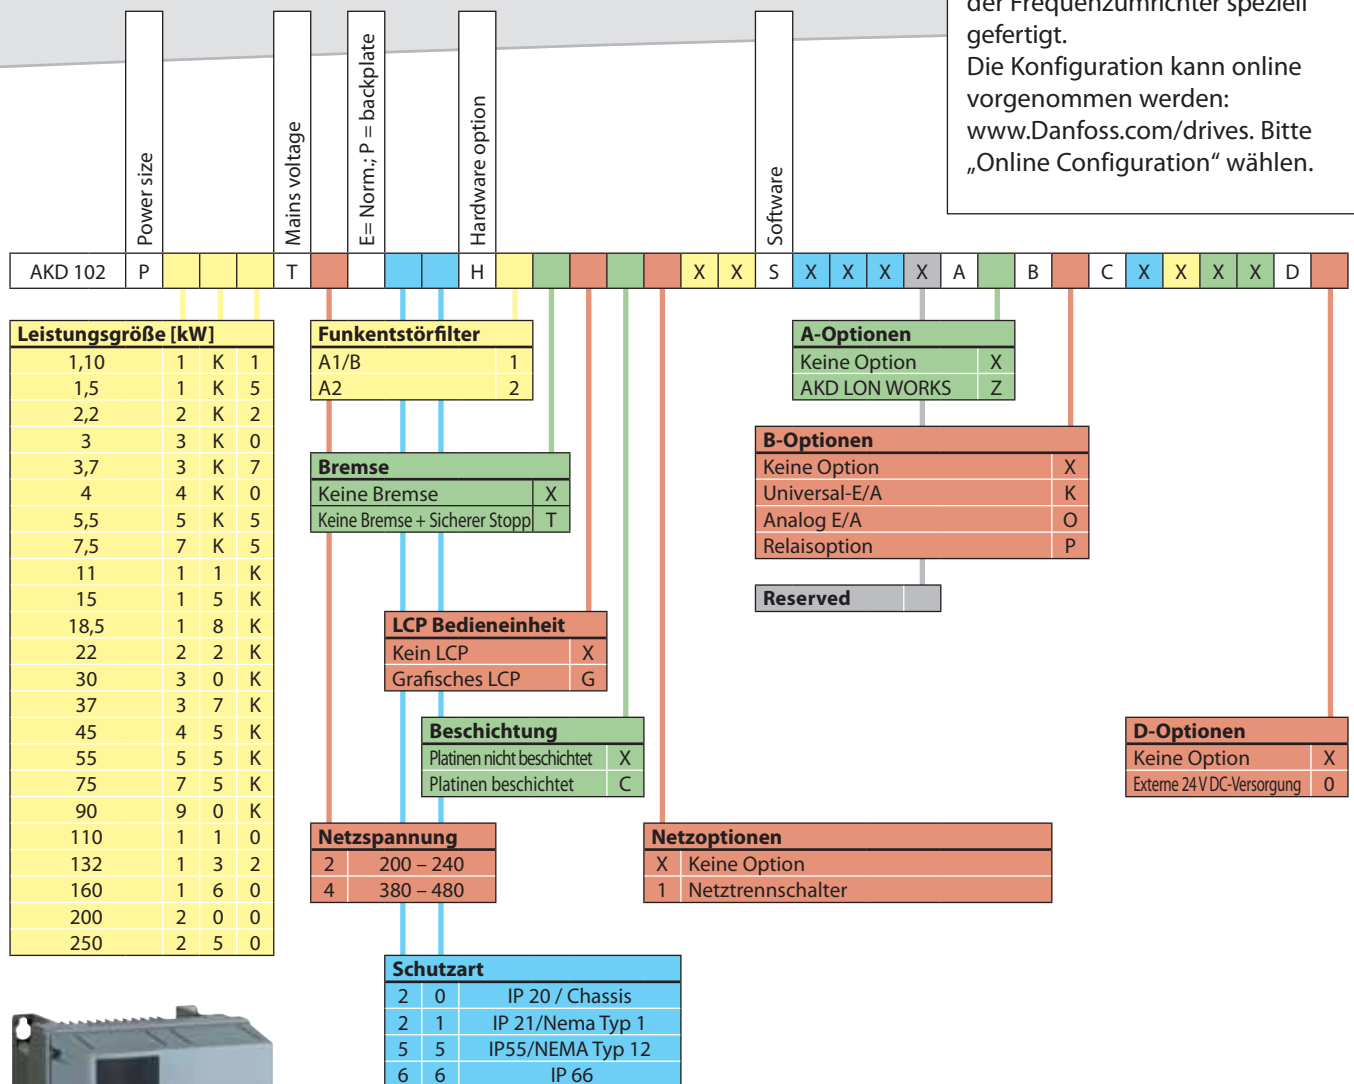 der Frequenzumrichter speziell
gefertigt.
Die Konfiguration kann online
vorgenommen werden:
www.Danfoss.com/drives. Bitte
„Online Configuration“ wählen.
Power size
Mains voltage
E= Norm.; P = backplate
Hardware option
Software
AKD 102 P T H X X S X X X X A B C X X X X D
Leistungsgröße [kW]
1,10 1 K 1
1,5 1 K 5
2,2 2 K 2
3 3 K 0
3,7 3 K 7
4 4 K 0
5,5 5 K 5
7,5 7 K 5
11 1 1 K
15 1 5 K
18,5 1 8 K
22 2 2 K
30 3 0 K
37 3 7 K
45 4 5 K
55 5 5 K
75 7 5 K
90 9 0 K
110 1 1 0
132 1 3 2
160 1 6 0
200 2 0 0
250 2 5 0
Funkentstörfilter
A1/B 1
A2 2
Bremse
Keine Bremse X
Keine Bremse + Sicherer Stopp T
LCP Bedieneinheit
Kein LCP X
Grafisches LCP G
Beschichtung
Platinen nicht beschichtet X
Platinen beschichtet C
Netzspannung
2 200 – 240
4 380 – 480
Schutzart
2 0 IP 20 / Chassis
2 1 IP 21/Nema Typ 1
5 5 IP55/NEMA Typ 12
6 6 IP 66
A-Optionen
Keine Option X
AKD LON WORKS Z
B-Optionen
Keine Option X
Universal-E/A K
Analog E/A O
Relaisoption P
Reserved
Netzoptionen
X Keine Option
1 Netztrennschalter
D-Optionen
Keine Option X
Externe 24 V DC-Versorgung 0